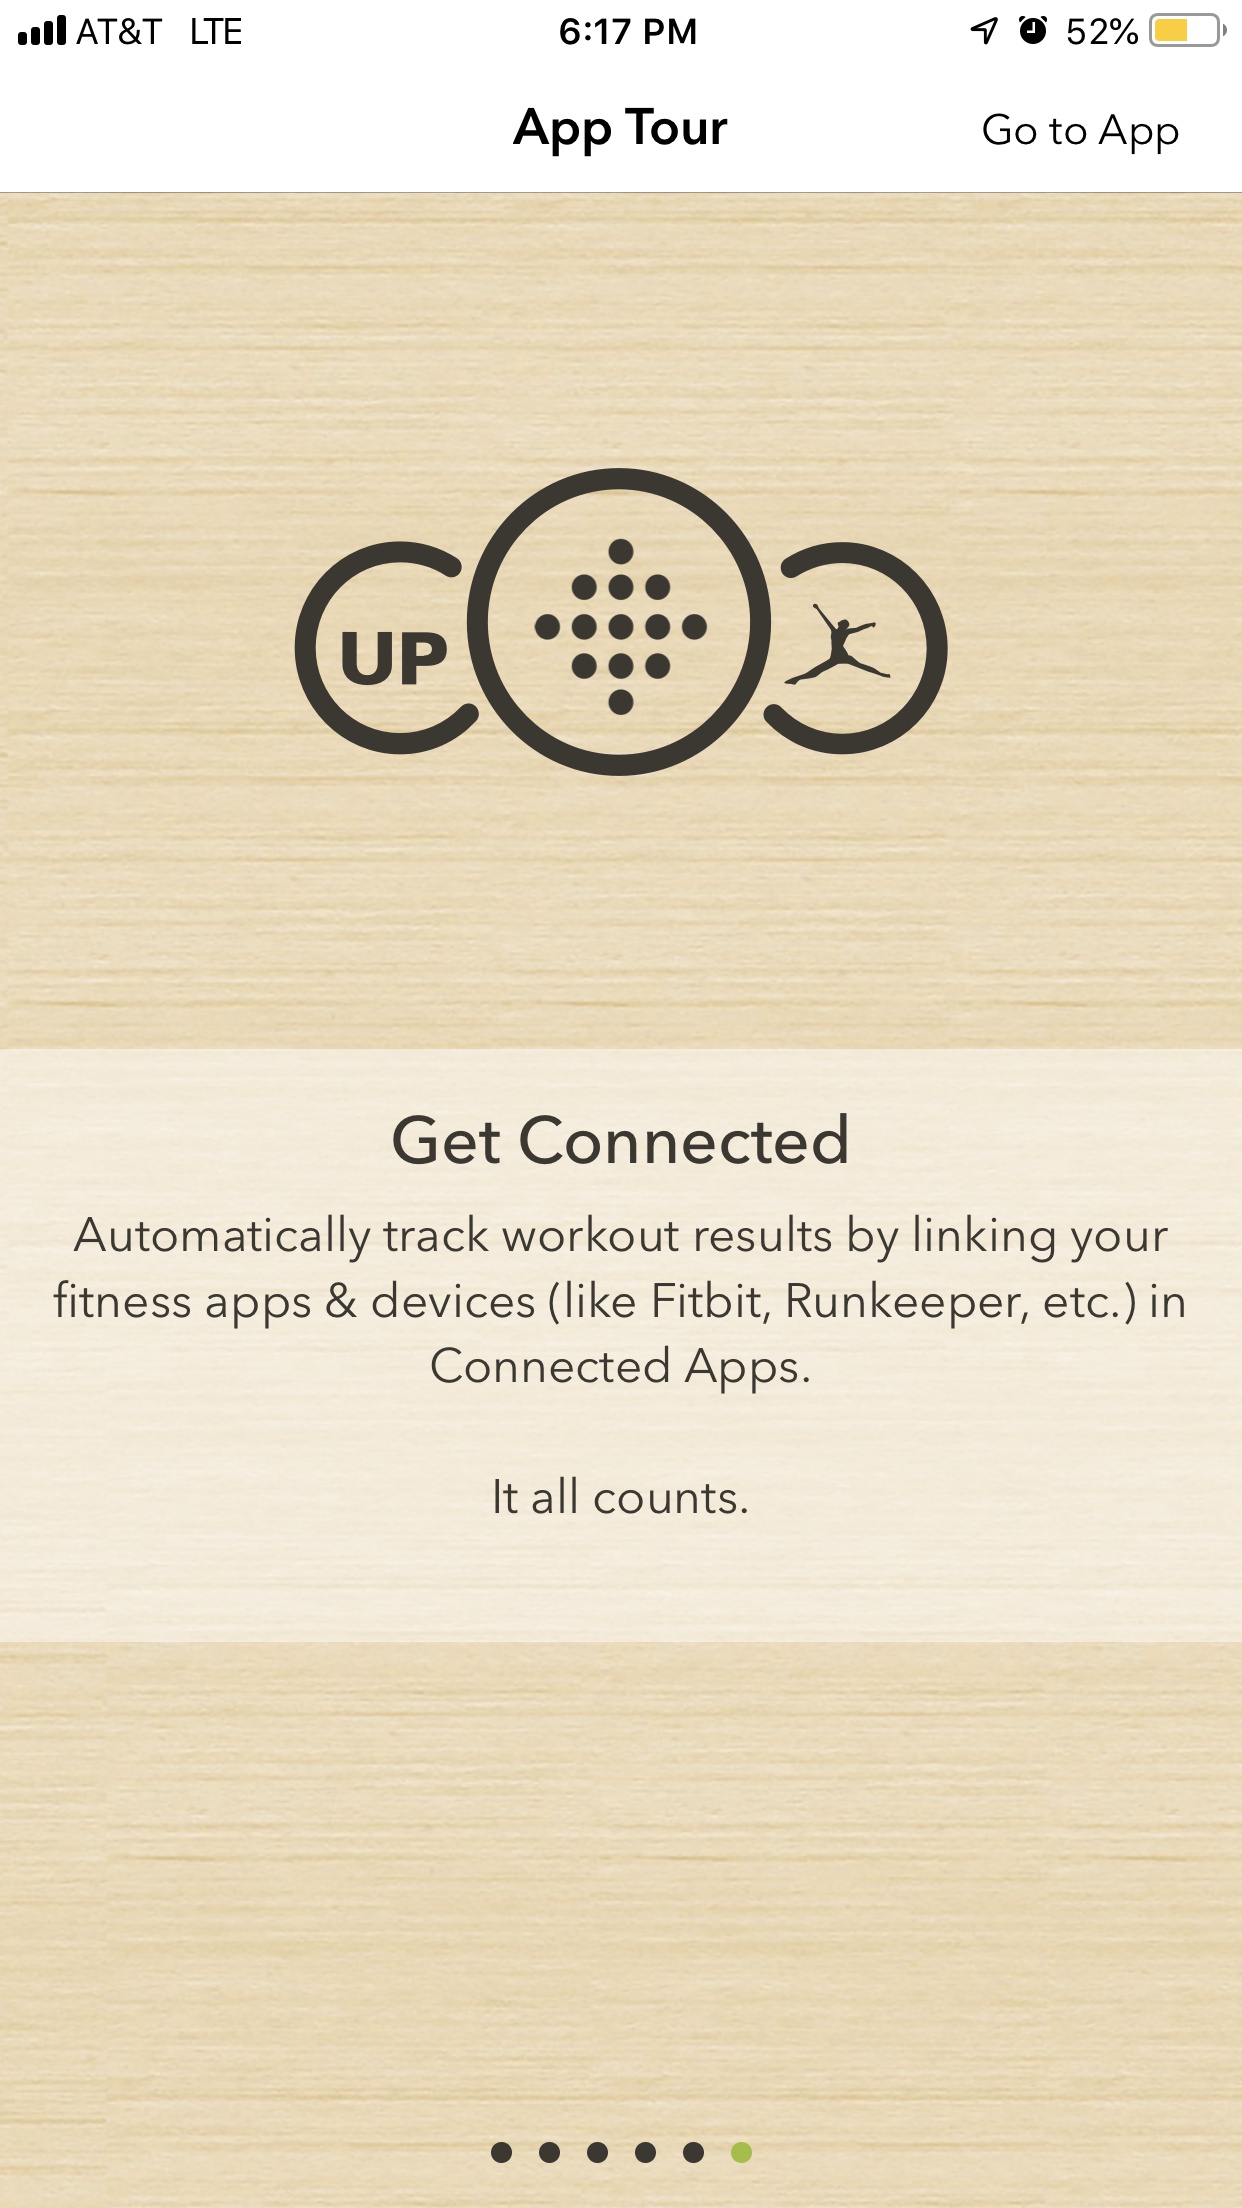 AT&T LTE 6:17 PM 52%
App Tour Go to App
UP
Get Connected
Automatically track workout results by linking your
fitness apps & devices (like Fitbit, Runkeeper, etc.) in
Connected Apps.
It all counts.